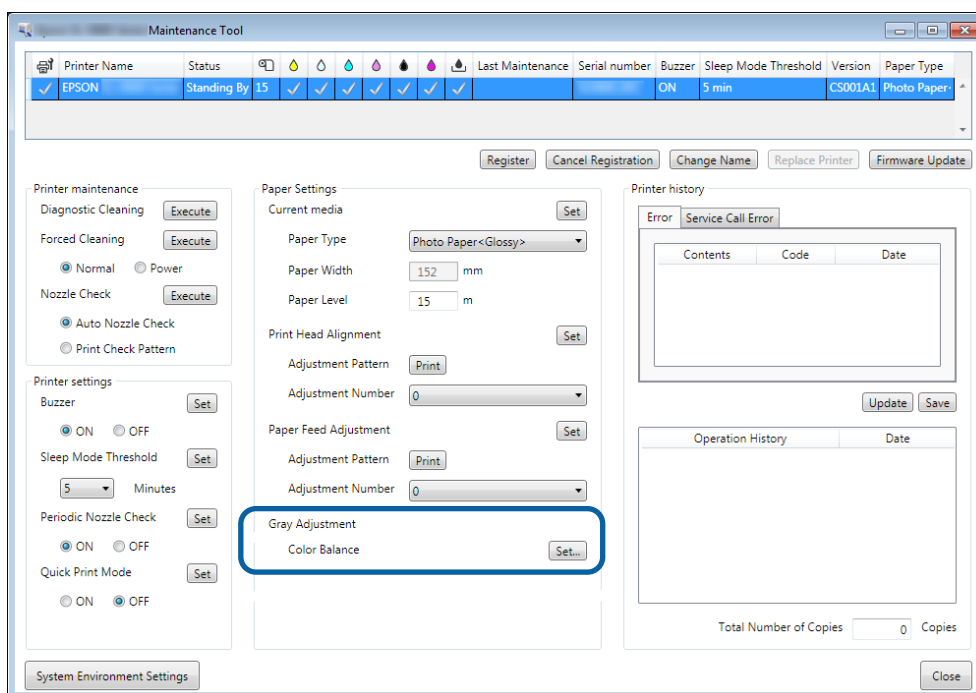 Maintenance Tool
Printer Name Status Last Maintenance Serial number Buzzer Sleep Mode Threshold Version Paper Type
EPSON Standing By 15 ON 5 min CS001A1 Photo Paper
Register Cancel Registration Change Name Replace Printer Firmware Update
Printer maintenance
Diagnostic Cleaning Execute
Forced Cleaning Execute
Normal Power
Nozzle Check Execute
Auto Nozzle Check
Print Check Pattern
Printer settings
Buzzer Set
ON OFF
Sleep Mode Threshold Set
5 Minutes
Periodic Nozzle Check Set
ON OFF
Quick Print Mode Set
ON OFF
Paper Settings
Current media Set
Paper Type Photo Paper<Glossy>
Paper Width 152 mm
Paper Level 15 m
Print Head Alignment Set
Adjustment Pattern Print
Adjustment Number 0
Paper Feed Adjustment Set
Adjustment Pattern Print
Adjustment Number 0
Gray Adjustment
Color Balance Set...
Printer history
Error Service Call Error
Contents Code Date
Update Save
Operation History Date
Total Number of Copies 0 Copies
System Environment Settings Close